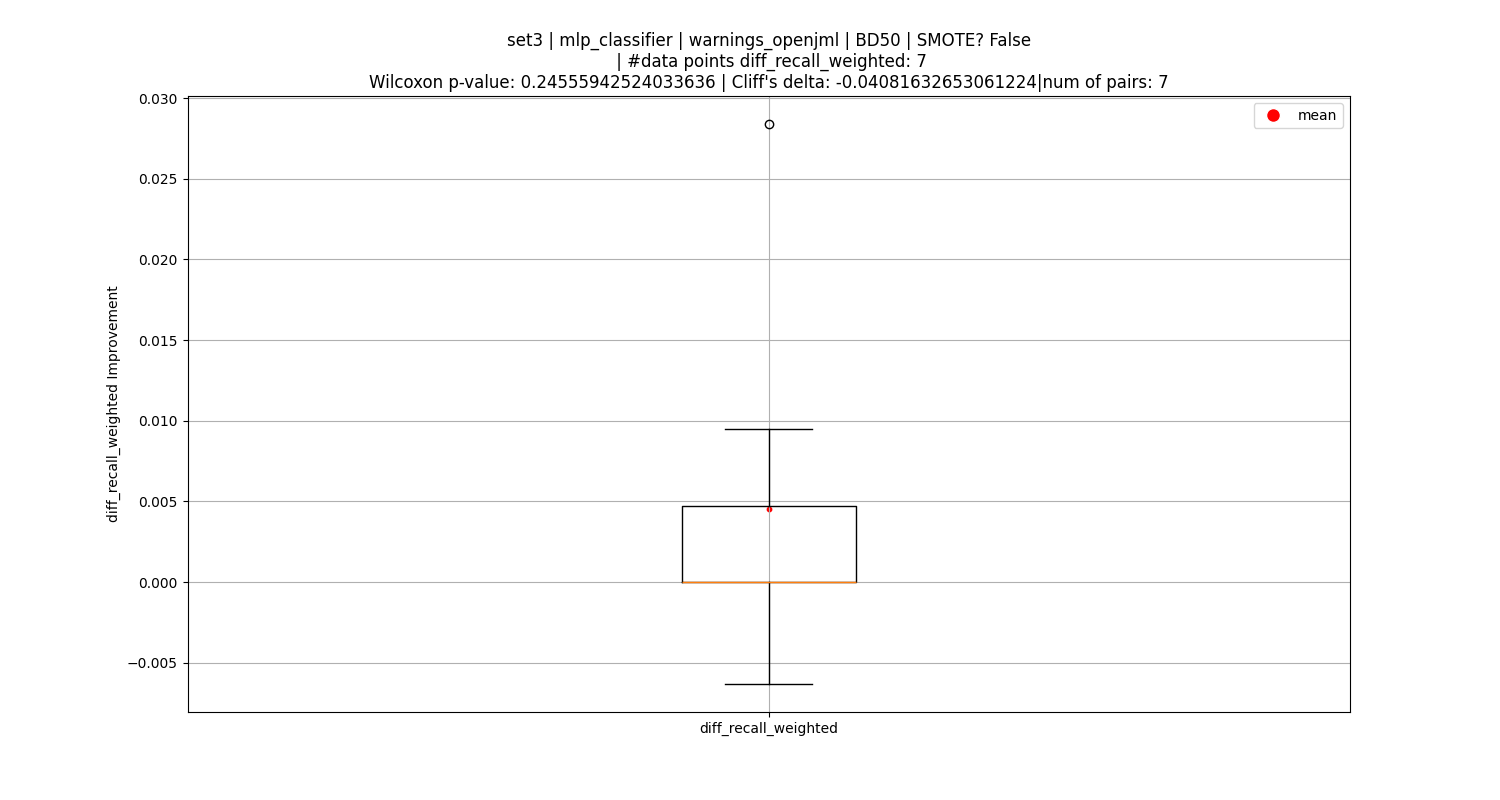 set3 | mlp_classifier | warnings_openjml | BD50 | SMOTE? False
| #data points diff_recall_weighted: 7
Wilcoxon p-value: 0.24555942524033636 | Cliff's delta: -0.04081632653061224|num of pairs: 7
mean
0.030
0.025
0.020
0.015
0.010
0.005
0.000
−0.005
diff_recall_weighted Improvement
diff_recall_weighted